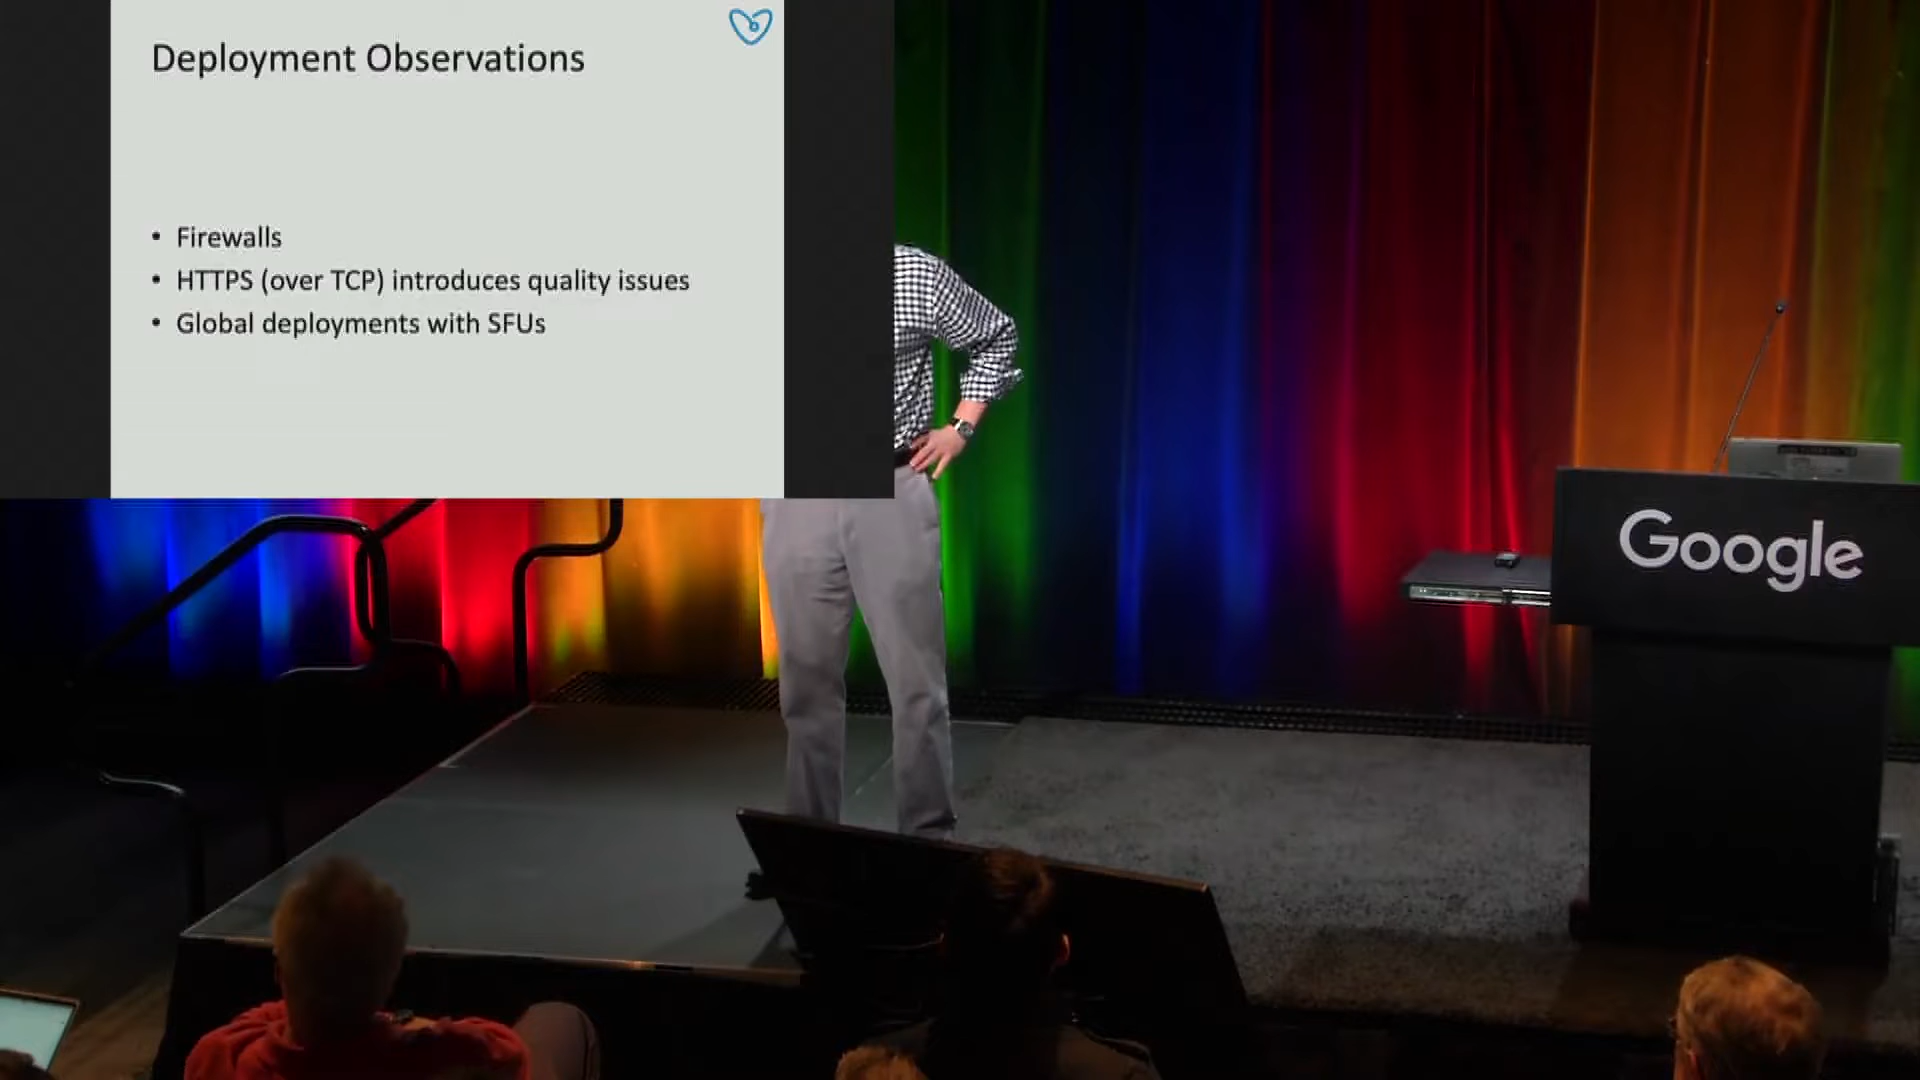 Deployment Observations
• Firewalls
• HTTPS (over TCP) introduces quality issues
• Global deployments with SFUs
Google